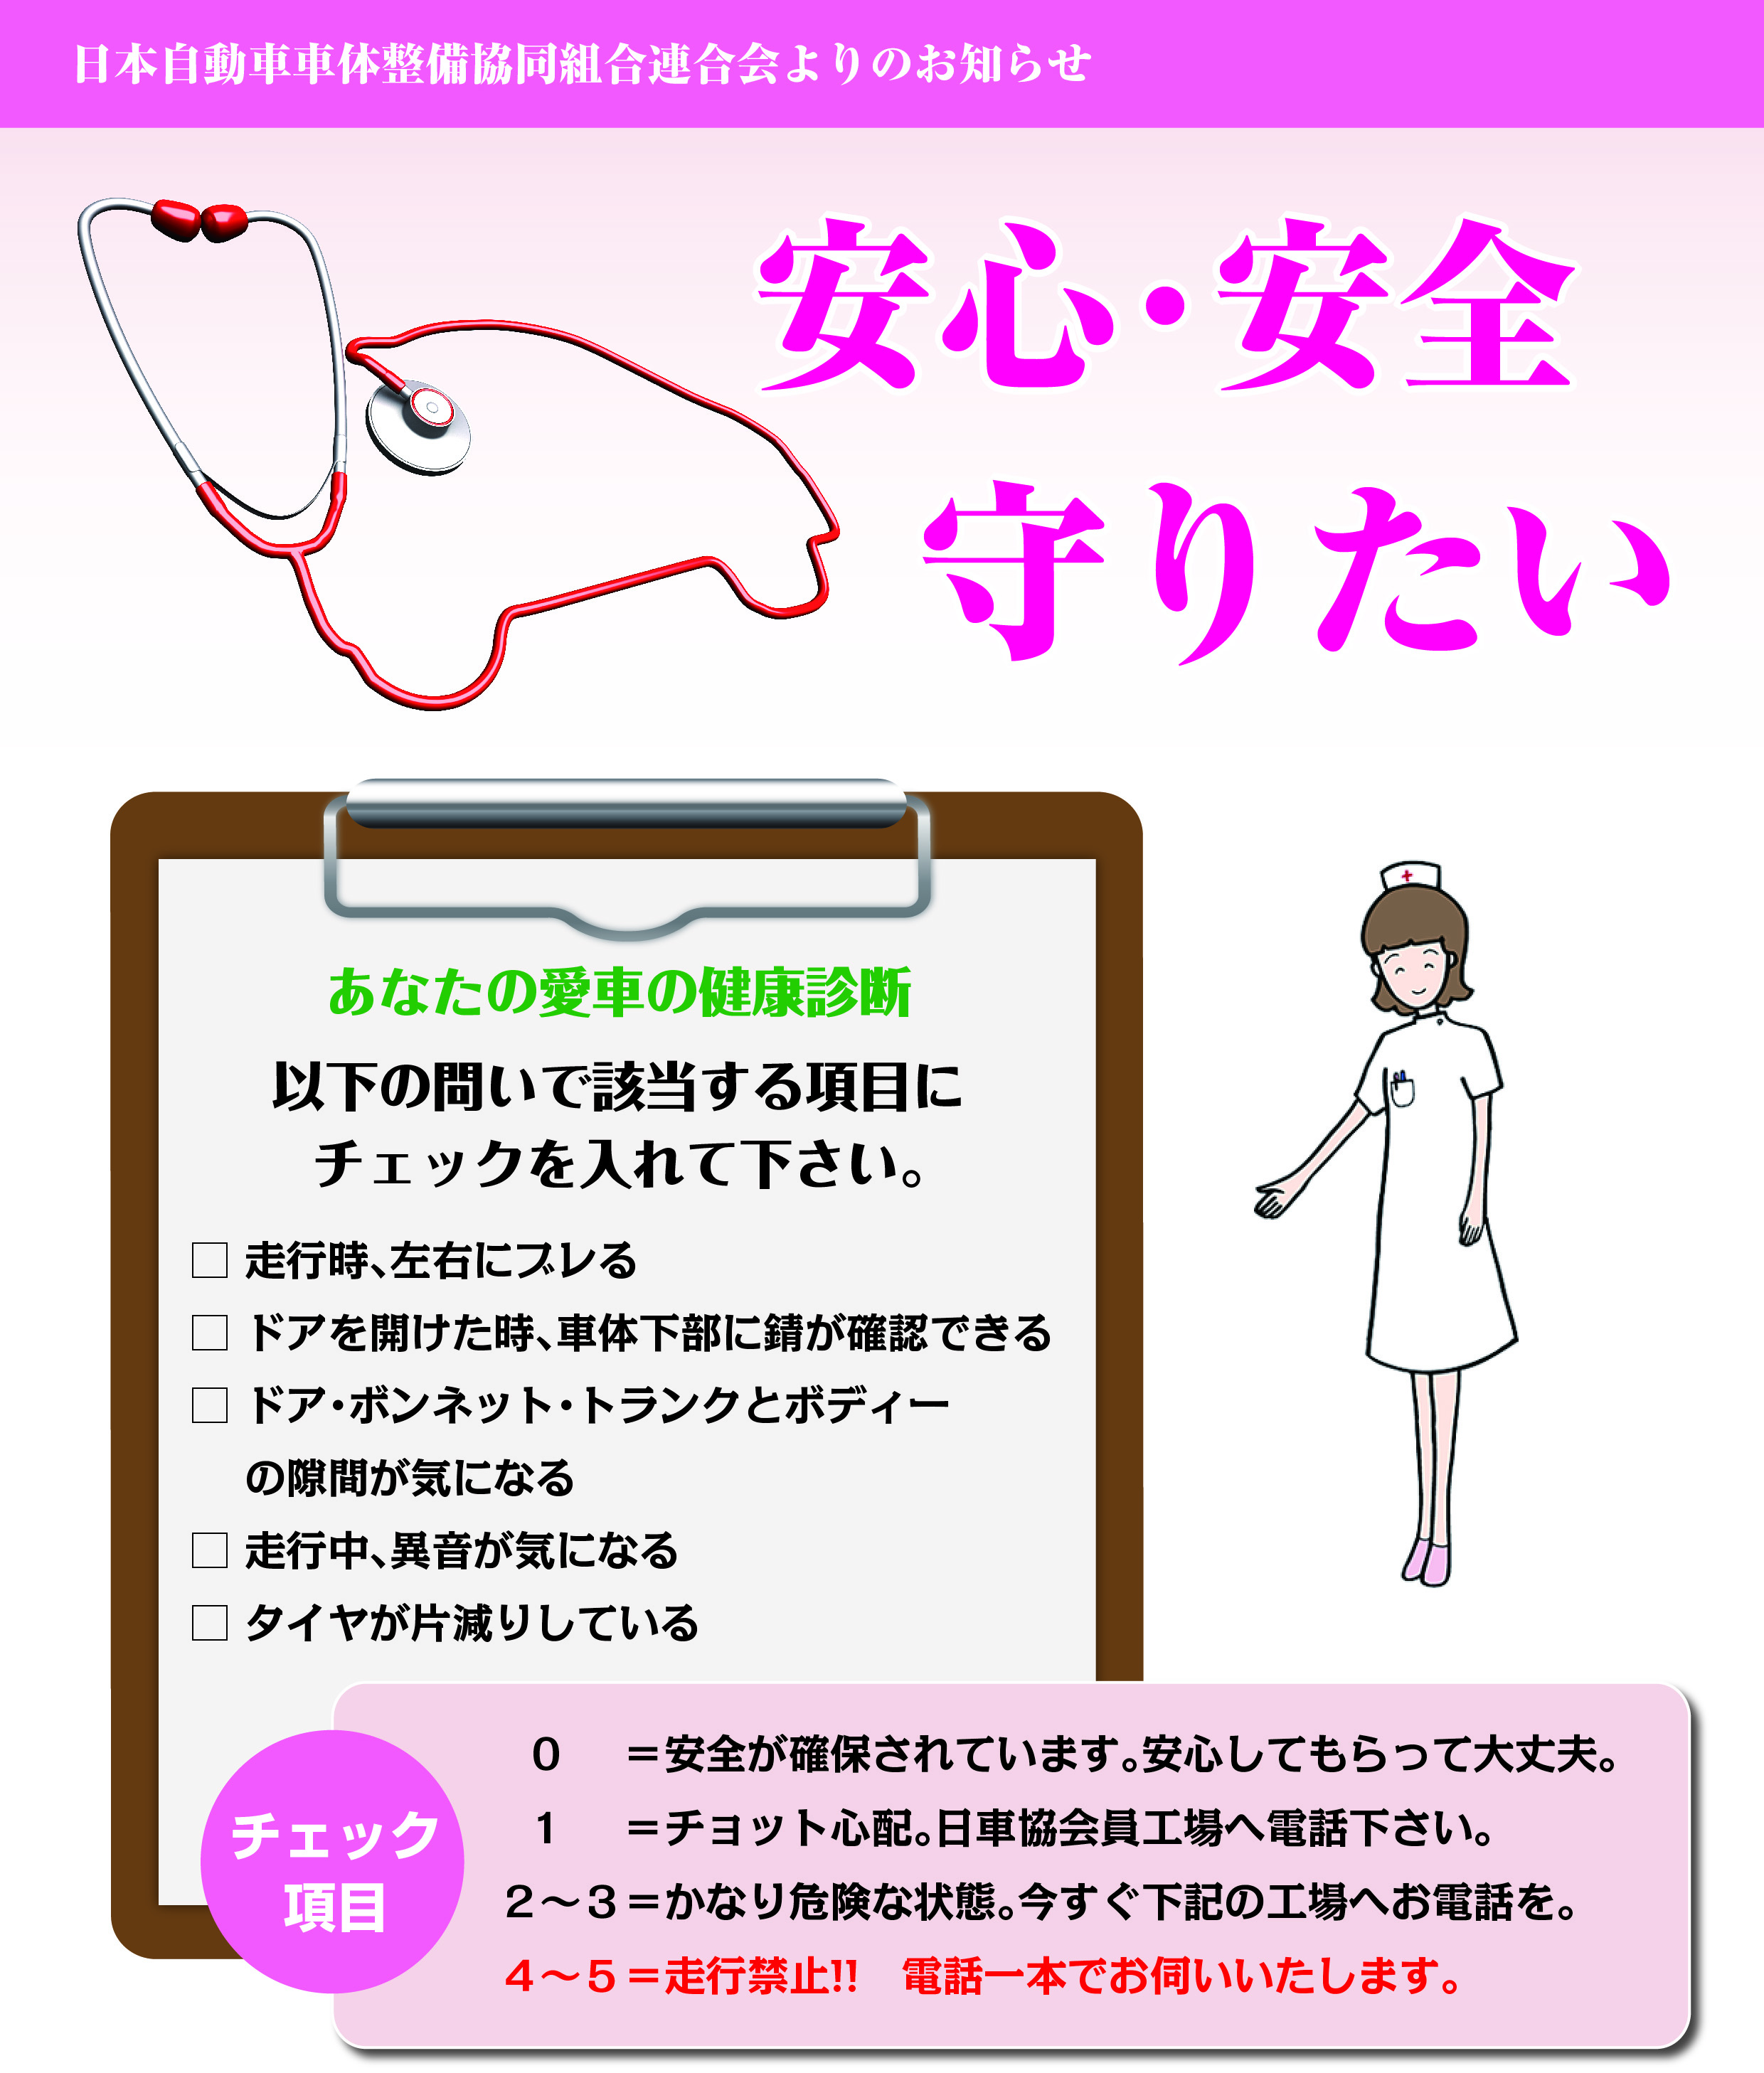 日本自動車車体整備協同組合連合会よりのお知らせ
安心・安全
守りたい
あなたの愛車の健康診断
以下の問いで該当する項目に
チェックを入れて下さい。
□ 走行時、左右にブレる
□ ドアを開けた時、車体下部に錆が確認できる
□ ドア・ボンネット・トランクとボディー
の隙間が気になる
□ 走行中、異音が気になる
□ タイヤが片減りしている
チェック
項目
0 ＝安全が確保されています。安心してもらって大丈夫。
1 ＝チョット心配。日車協会員工場へ電話下さい。
2～3＝かなり危険な状態。今すぐ下記の工場へお電話を。
4～5＝走行禁止!! 電話一本でお伺いいたします。